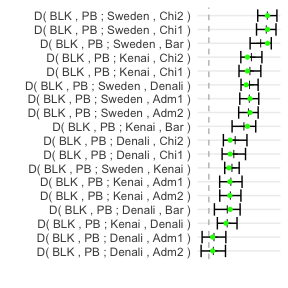 D( BLK , PB ; Sweden , Chi2 )
D( BLK , PB ; Sweden , Chi1 )
D( BLK , PB ; Sweden , Bar )
D( BLK , PB ; Kenai , Chi2 )
D( BLK , PB ; Kenai , Chi1 )
D( BLK , PB ; Sweden , Denali )
D( BLK , PB ; Sweden , Adm1 )
D( BLK , PB ; Sweden , Adm2 )
D( BLK , PB ; Kenai , Bar )
D( BLK , PB ; Denali , Chi2 )
D( BLK , PB ; Denali , Chi1 )
D( BLK , PB ; Sweden , Kenai )
D( BLK , PB ; Kenai , Adm1 )
D( BLK , PB ; Kenai , Adm2 )
D( BLK , PB ; Denali , Bar )
D( BLK , PB ; Kenai , Denali )
D( BLK , PB ; Denali , Adm1 )
D( BLK , PB ; Denali , Adm2 )